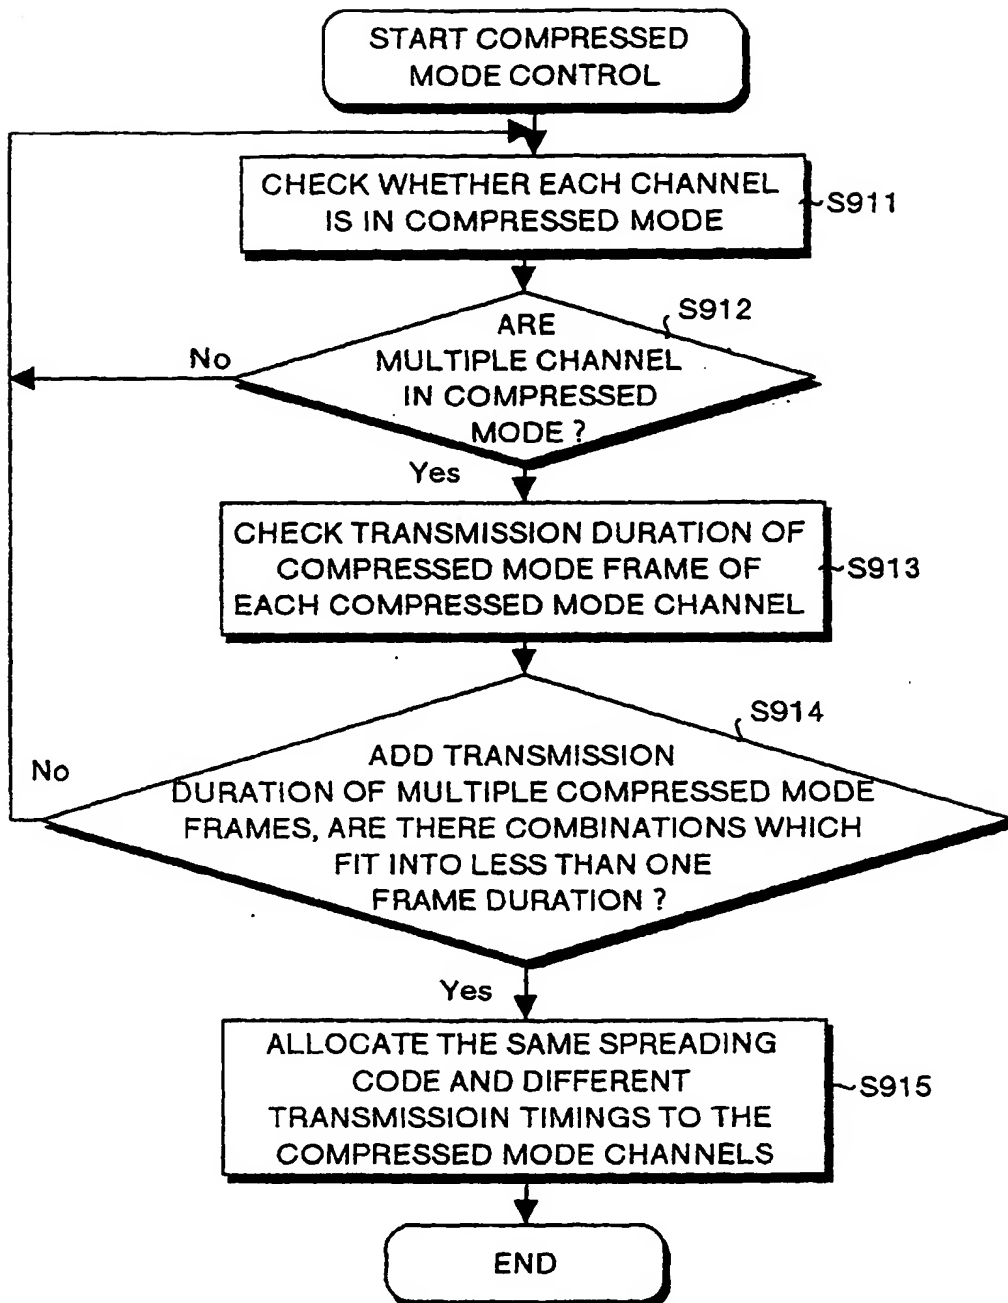 START COMPRESSED
MODE CONTROL
CHECK WHETHER EACH CHANNEL
IS IN COMPRESSED MODE
S911
S912
ARE
MULTIPLE CHANNEL
IN COMPRESSED
MODE ?
No
Yes
CHECK TRANSMISSION DURATION OF
COMPRESSED MODE FRAME OF
EACH COMPRESSED MODE CHANNEL
S913
S914
ADD TRANSMISSION
DURATION OF MULTIPLE COMPRESSED MODE
FRAMES, ARE THERE COMBINATIONS WHICH
FIT INTO LESS THAN ONE
FRAME DURATION ?
No
Yes
ALLOCATE THE SAME SPREADING
CODE AND DIFFERENT
TRANSMISSIOIN TIMINGS TO THE
COMPRESSED MODE CHANNELS
S915
END